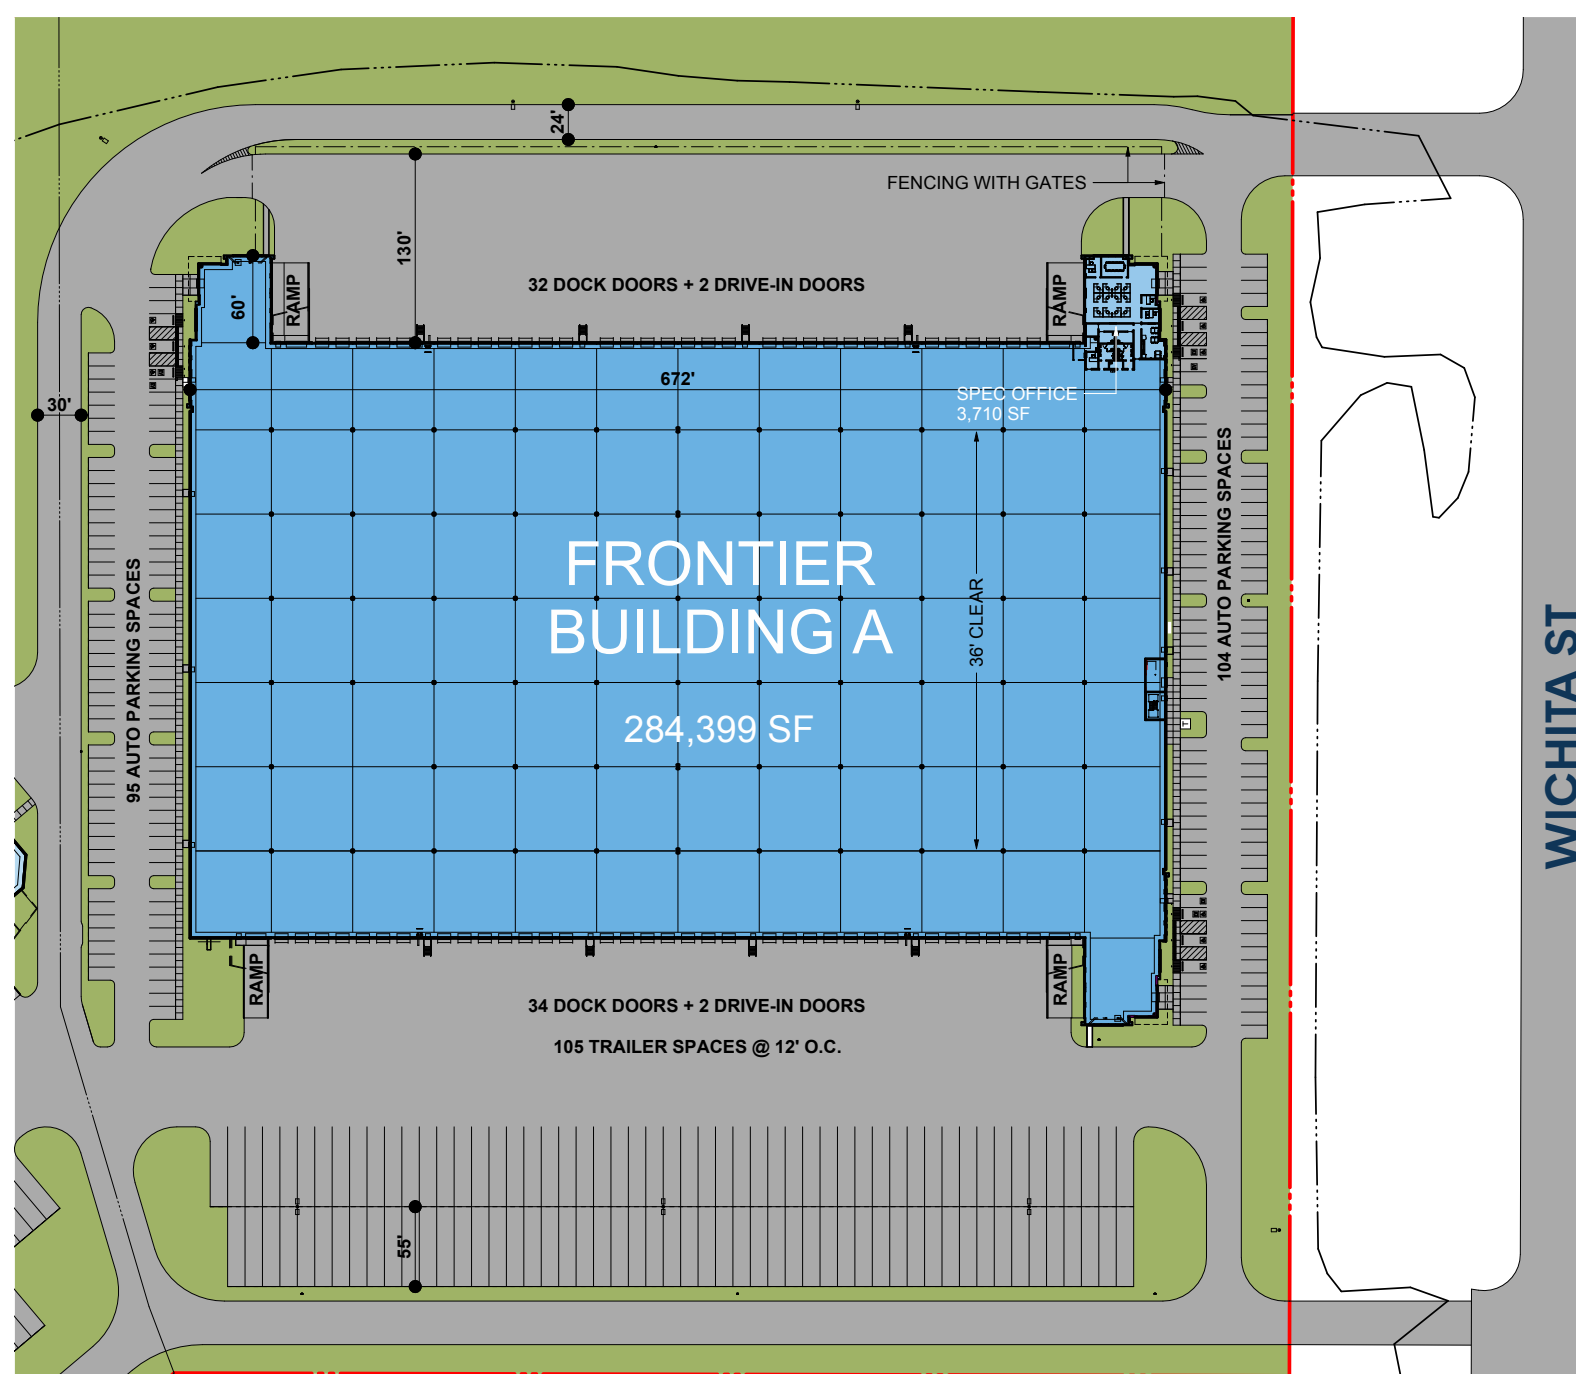 24'
FENCING WITH GATES
130'
60'
RAMP
32 DOCK DOORS + 2 DRIVE-IN DOORS
RAMP
672'
SPEC OFFICE
3,710 SF
30'
95 AUTO PARKING SPACES
FRONTIER
BUILDING A
284,399 SF
36' CLEAR
104 AUTO PARKING SPACES
WICHITA ST
T
RAMP
34 DOCK DOORS + 2 DRIVE-IN DOORS
RAMP
105 TRAILER SPACES @ 12' O.C.
55'